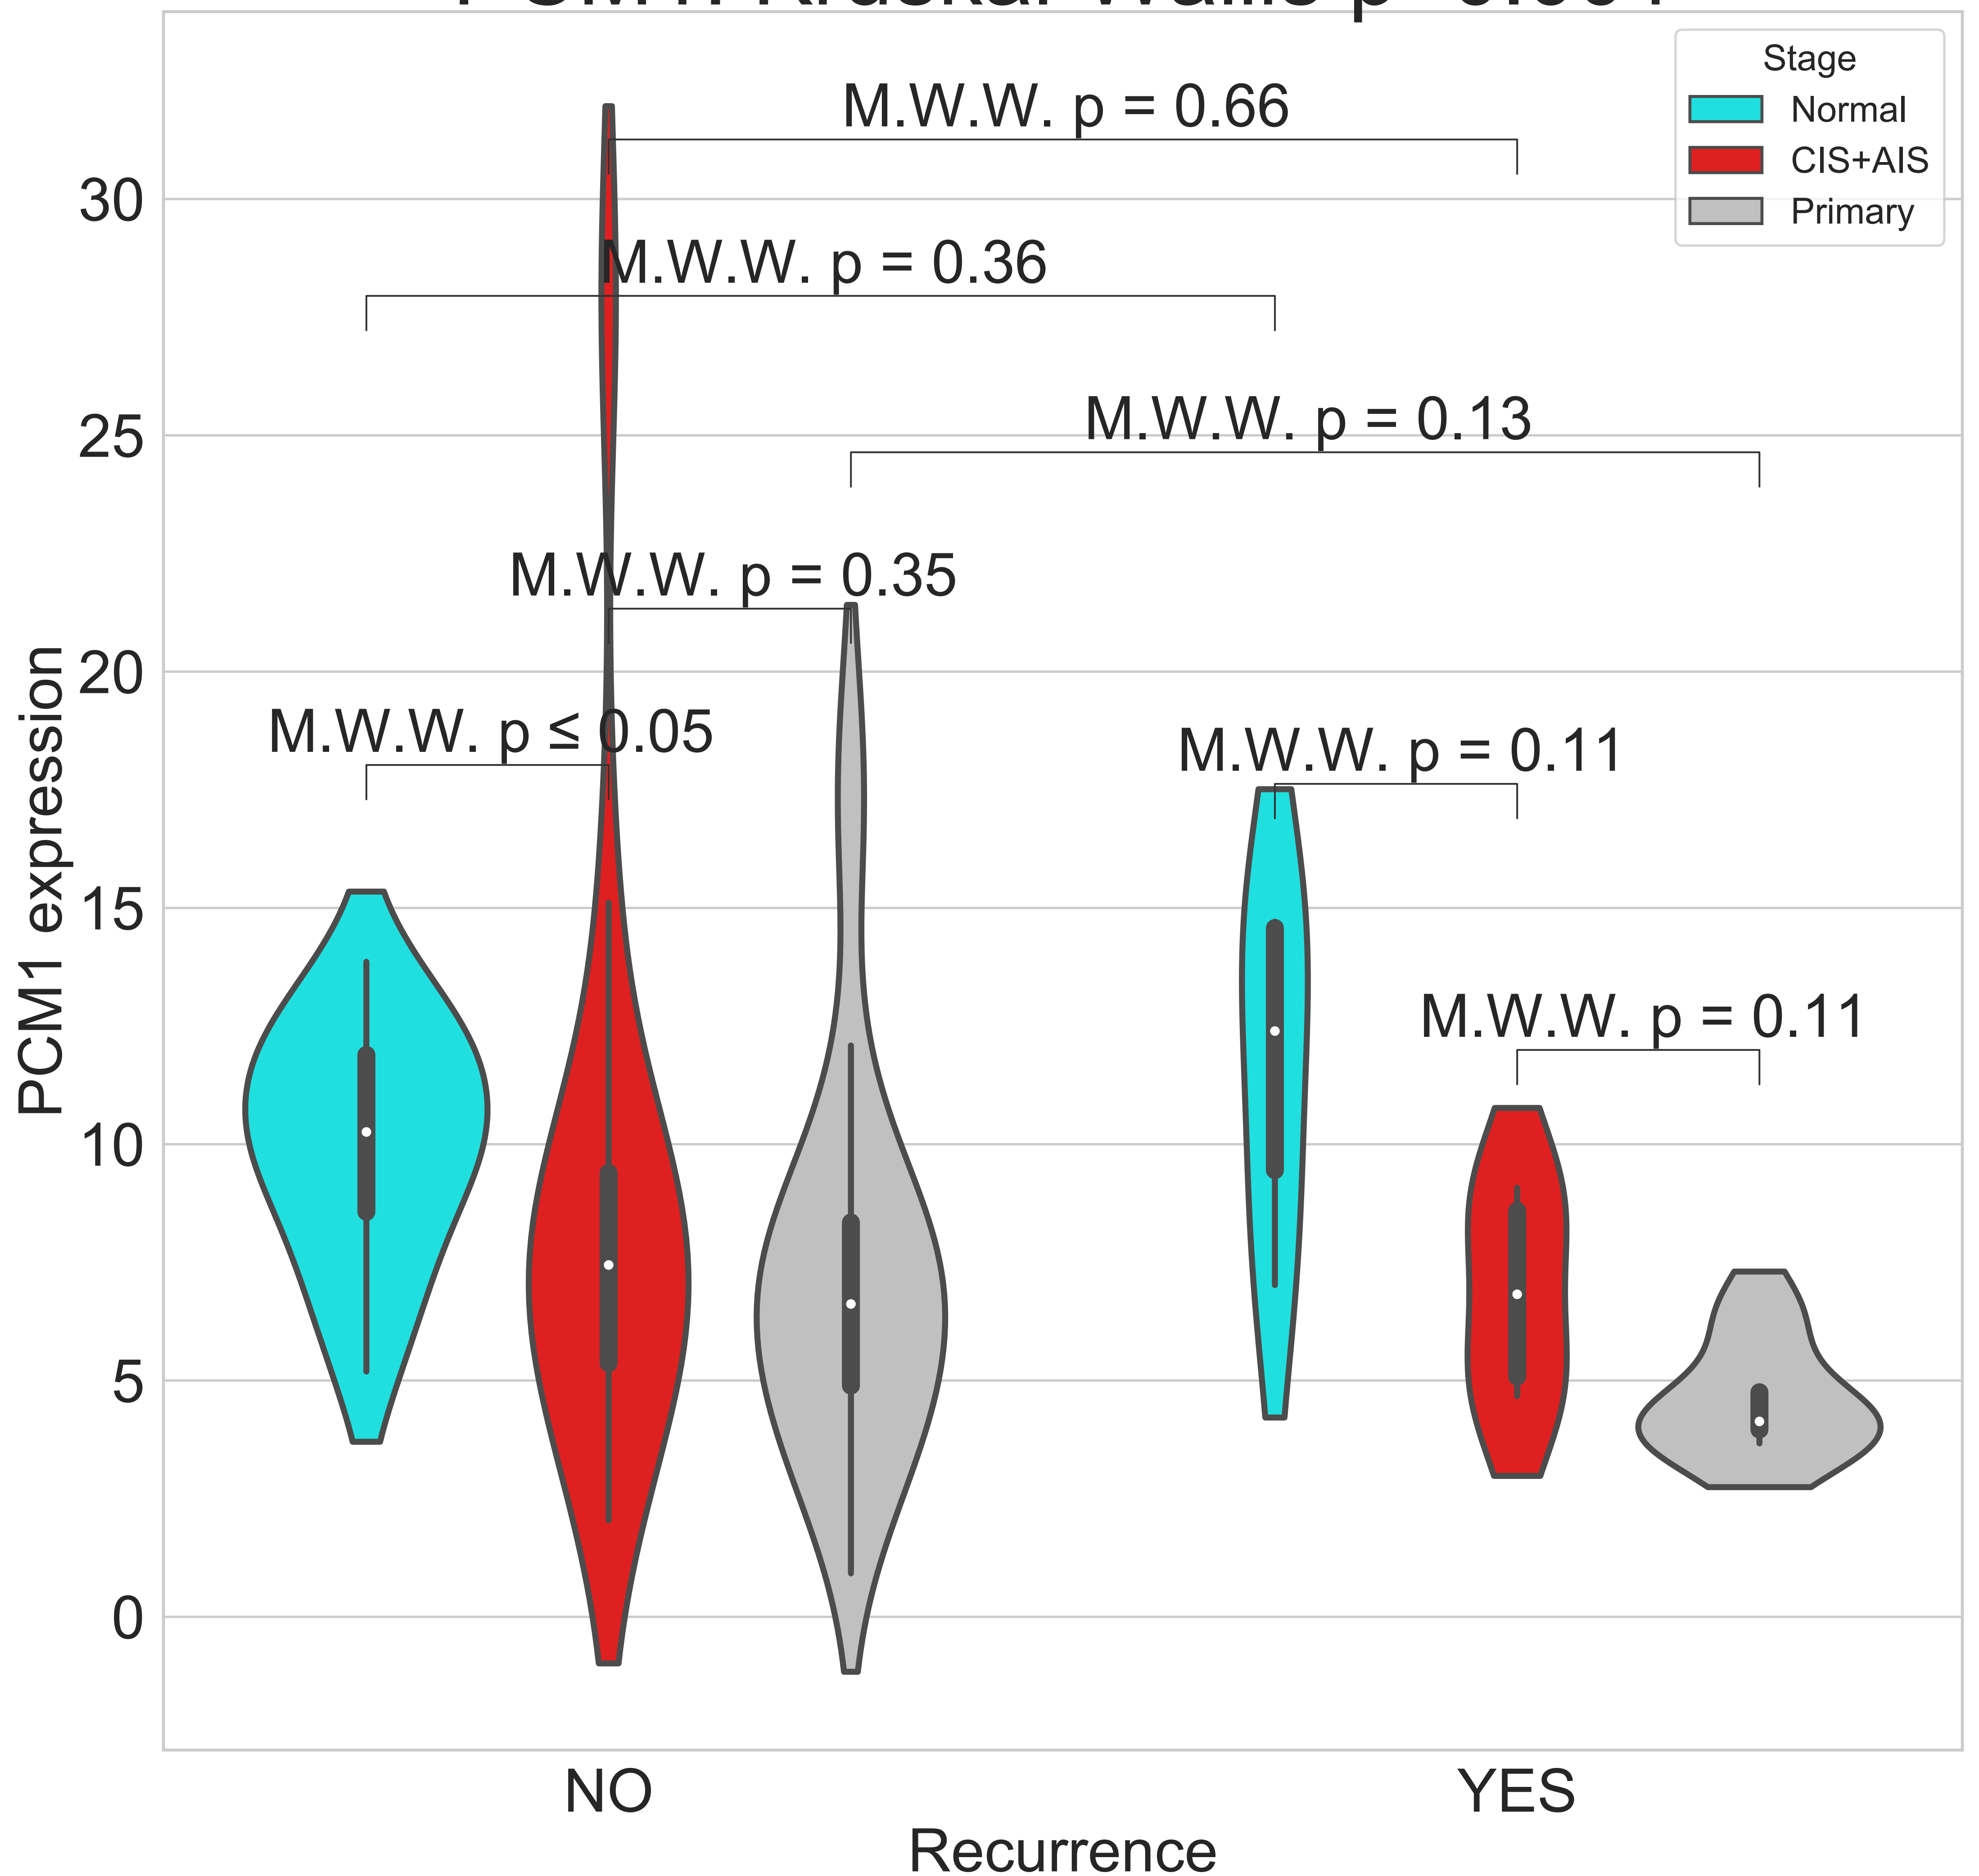 Stage
Normal
CIS+AIS
Primary
M.W.W. p = 0.66
M.W.W. p = 0.36
M.W.W. p = 0.13
M.W.W. p = 0.35
M.W.W. p ≤ 0.05
M.W.W. p = 0.11
M.W.W. p = 0.11
PCM1 expression
30
25
20
15
10
5
0
NO
YES
Recurrence